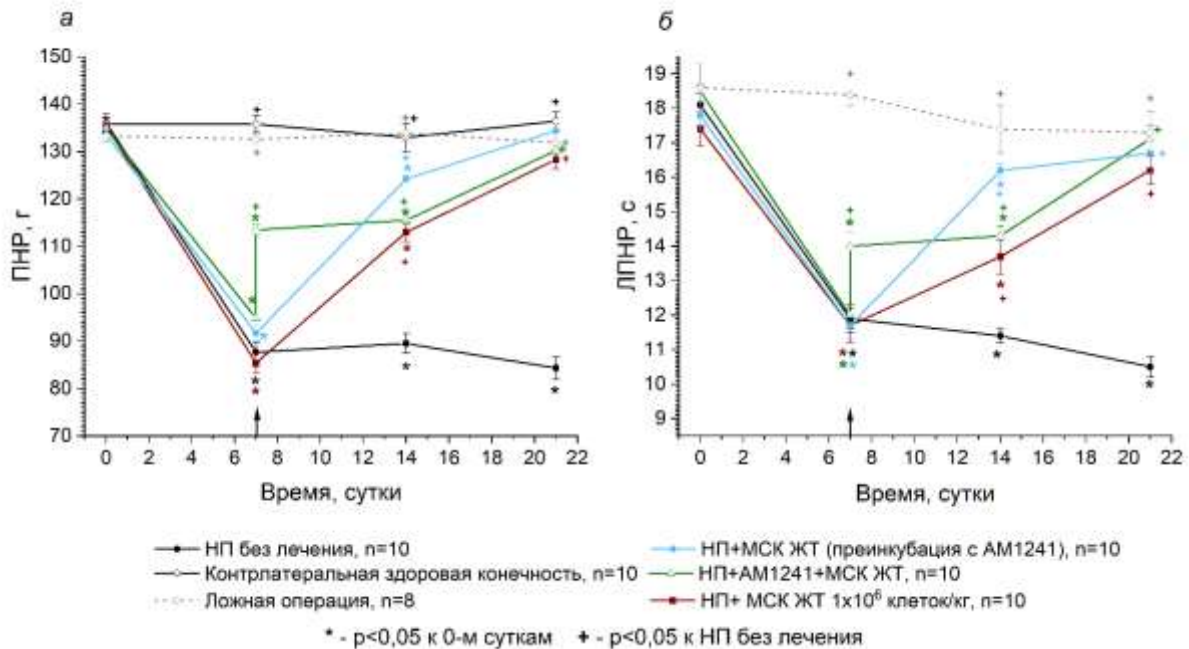 а
б
ПНР, г
150
140
130
120
110
100
90
80
70
0 2 4 6 8 10 12 14 16 18 20 22
Время, сутки
ЛПНР, с
19
18
17
16
15
14
13
12
11
10
9
0 2 4 6 8 10 12 14 16 18 20 22
Время, сутки
НП без лечения, n=10
Контрлатеральная здоровая конечность, n=10
Ложная операция, n=8
НП+МСК ЖТ (преинкубация с АМ1241), n=10
НП+АМ1241+МСК ЖТ, n=10
НП+ МСК ЖТ 1х10⁶ клеток/кг, n=10
* - p<0,05 к 0-м суткам + - p<0,05 к НП без лечения